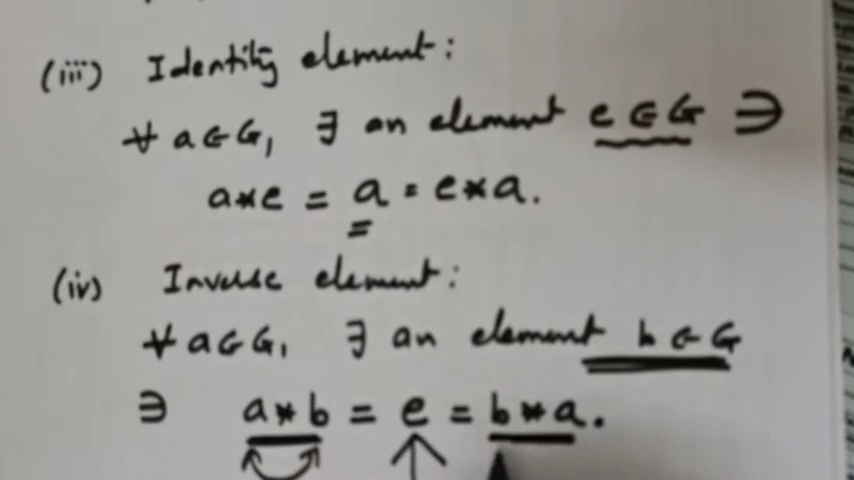 (iii) Identity element:
∀ a∈G, ∃ an element e∈G ∋
a*e = a = e*a.
(iv) Inverse element:
∀ a∈G, ∃ an element b∈G
∋ a*b = e = b*a.